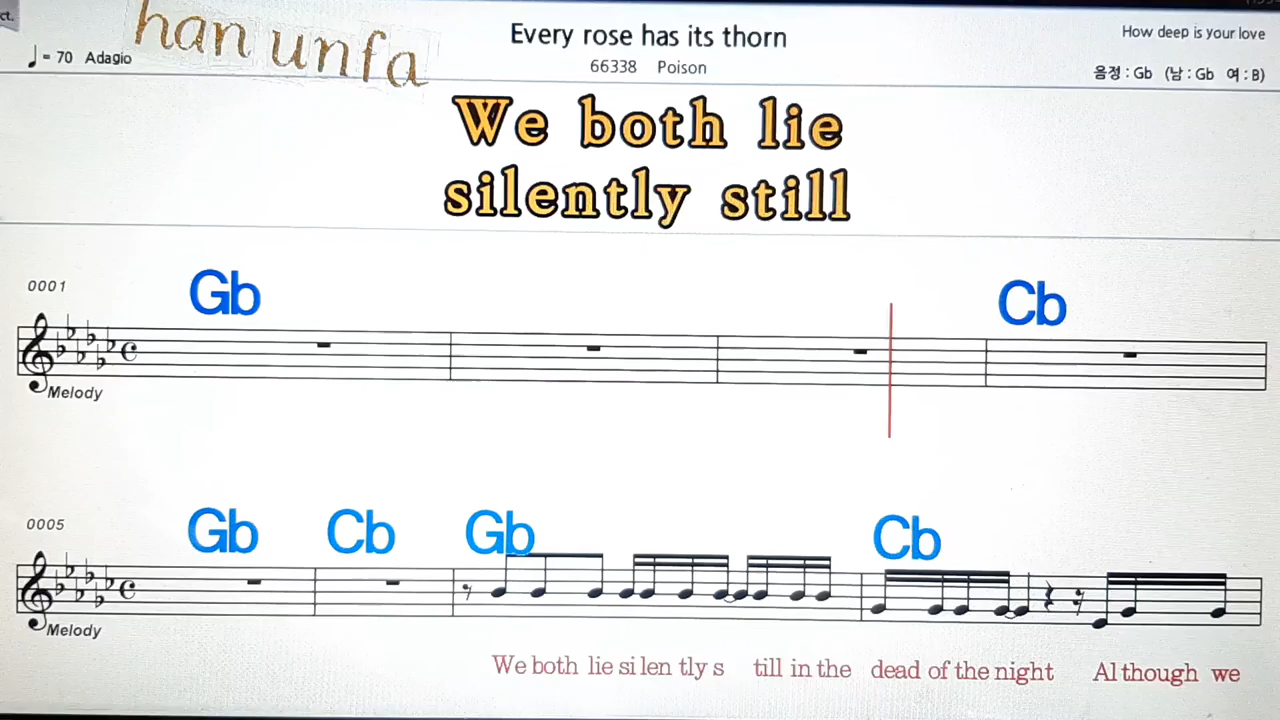 ct.
han unfa
Every rose has its thorn
How deep is your love
♩ = 70 Adagio
66338 Poison
음정 : Gb (남 : Gb 여 : B)
We both lie
silently still
0001
Gb
Cb
Melody
0005
Gb Cb Gb Cb
Melody
We both lie si len tly s till in the dead of the night Al though we